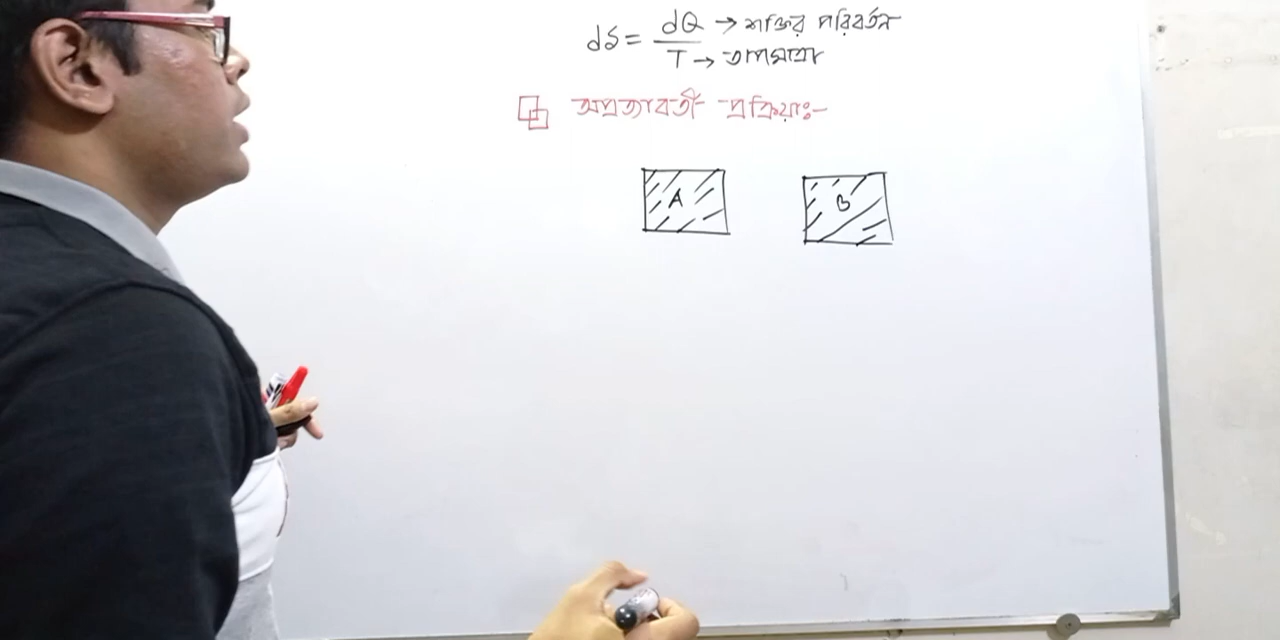 dS = dQ/T → শক্তির পরিবর্তন
→ তাপমাত্রা
অপ্রত্যাবর্তী প্রক্রিয়াঃ-
A B